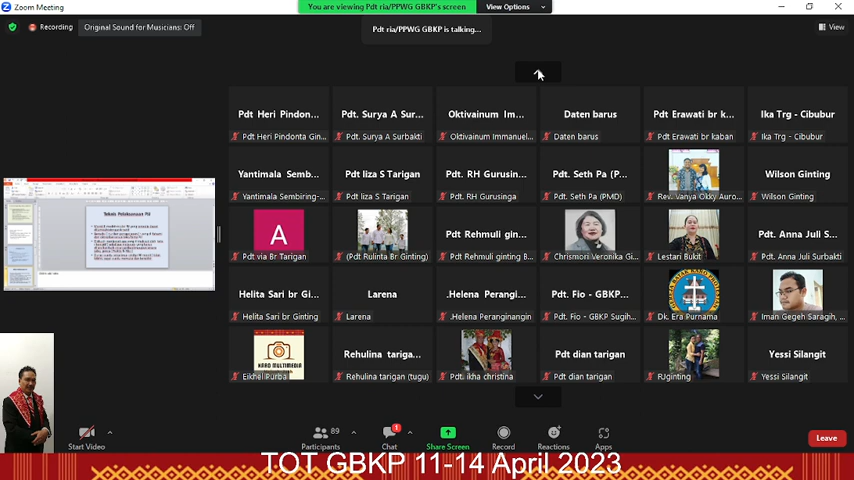 Zoom Meeting
You are viewing Pdt ria/PPWG GBKP's screen
View Options
Recording
Original Sound for Musicians: Off
Pdt ria/PPWG GBKP is talking...
View
Pdt Heri Pindon...
Pdt. Surya A Sur...
Oktivainum Im...
Daten barus
Pdt Erawati br k...
Ika Trg - Cibubur
Pdt Heri Pindonta Gin...
Pdt. Surya A Surbakti
Oktivainum Immanuel...
Daten barus
Pdt Erawati br kaban
Ika Trg - Cibubur
Yantimala Semb...
Pdt liza S Tarigan
Pdt. RH Gurusin...
Pdt. Seth Pa (P...
Wilson Ginting
Yantimala Sembiring-...
Pdt liza S Tarigan
Pdt. RH Gurusinga
Pdt. Seth Pa (PMD)
Rev. Vanya Okky Auro...
Wilson Ginting
A
Pdt Rehmuli gint...
Pdt. Anna Juli S...
Pdt via Br Tarigan
(Pdt Rulinta Br Ginting)
Pdt Rehmuli ginting B...
Chrismori Veronika Gi...
Lestari Bukit
Pdt. Anna Juli Surbakti
Helita Sari br Gi...
Larena
.Helena Perangi...
Pdt. Fio - GBKP...
Helita Sari br Ginting
Larena
.Helena Peranginangin
Pdt. Fio - GBKP Sugih...
Dk. Era Purnama
Iman Gegeh Saragih, ...
KARO MULTIMEDIA
Rehulina tariga...
Pdt dian tarigan
Yessi Silangit
Eikhel Purba
Rehulina tarigan (tugu)
Pdt. ikha christina
Pdt dian tarigan
RJginting
Yessi Silangit
Start Video
89
Participants
1
Chat
Share Screen
Record
Reactions
Apps
Leave
TOT GBKP 11-14 April 2023